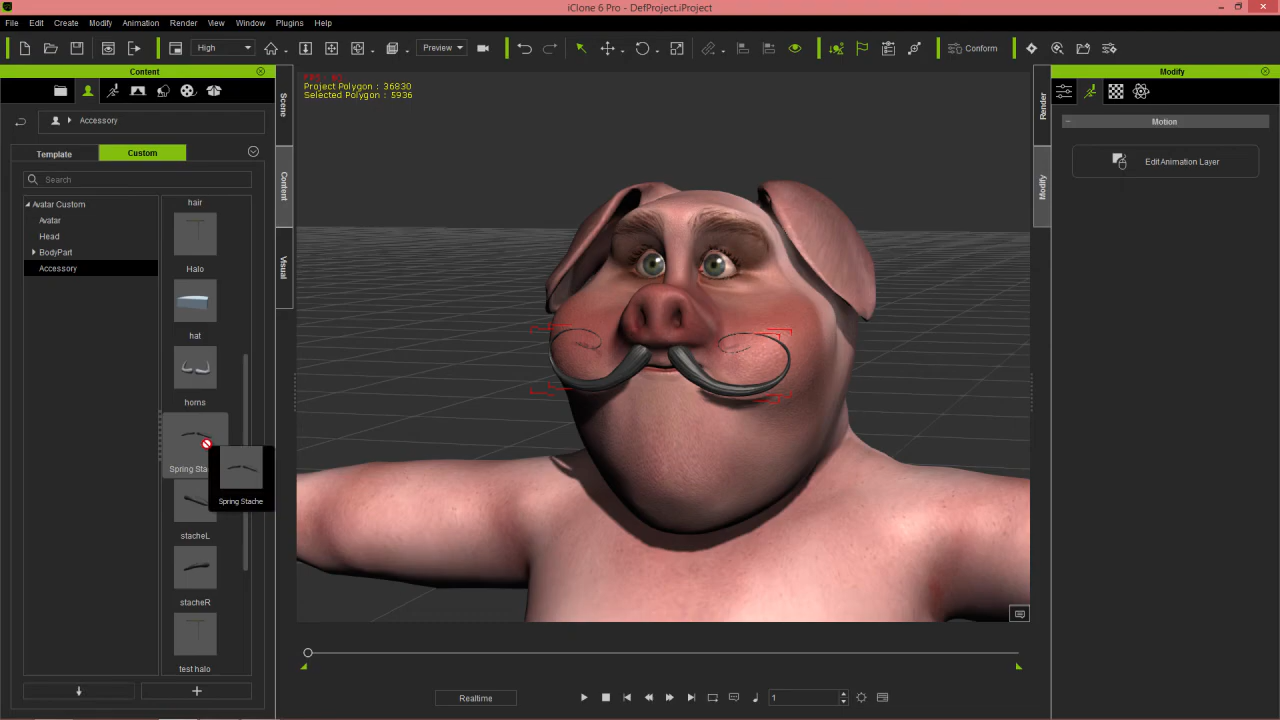 iClone 6 Pro - DefProject.iProject
File Edit Create Modify Animation Render View Window Plugins Help
High
Preview
Conform
Content
Accessory
Template
Custom
Search
Avatar Custom
Avatar
Head
BodyPart
Accessory
hair
Halo
hat
horns
Spring Sta
Spring Stache
stacheL
stacheR
test halo
Scene
Content
Visual
Project Polygon : 36830
Selected Polygon : 5936
Render
Modify
Modify
Motion
Edit Animation Layer
Realtime
1